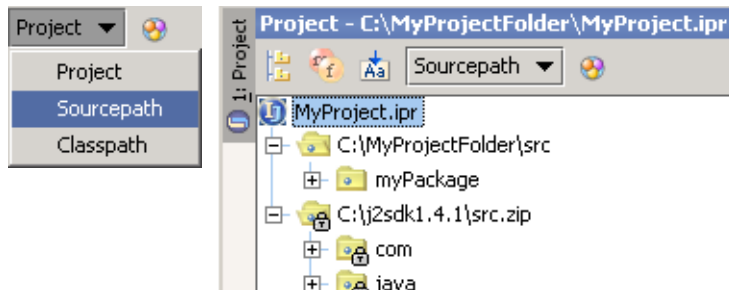 Project
Project
Sourcepath
Classpath
1: Project
Project - C:\MyProjectFolder\MyProject.ipr
Aa
Sourcepath
MyProject.ipr
C:\MyProjectFolder\src
myPackage
C:\j2sdk1.4.1\src.zip
com
java